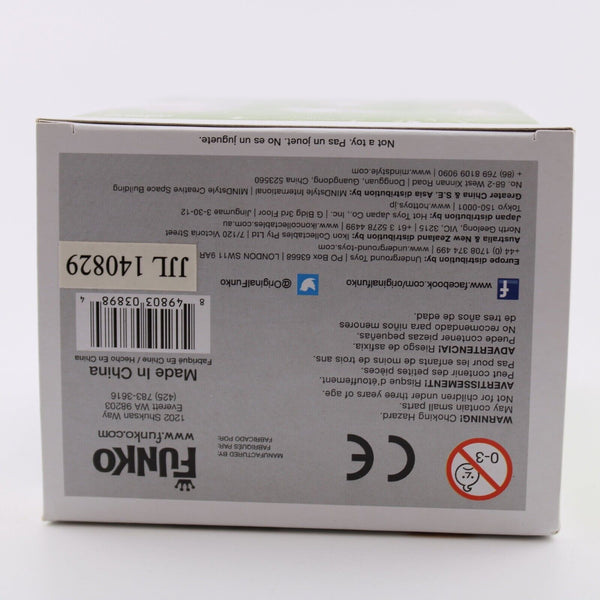 0-3
CE
MANUFACTURED BY:
FABRIQUÉ PAR:
FABRICADO POR:
FUNKO
www.funko.com
1202 Shuksan Way
Everett WA 98203
(425) 783-3616
WARNING! Choking Hazard.
May contain small parts.
Not for children under three years of age.
AVERTISSEMENT! Risques d'étouffement.
Peut contenir des petites pièces.
Pas pour les enfants de moins de trois ans.
ADVERTENCIA! Riesgo de asfixia
Puede contener piezas pequeñas
No recomendado para niños menores
de tres años de edad.
Made In China
Fabriqué En Chine / Hecho En China
8 49803 03898 4
www.facebook.com/originalfunko
@OriginalFunko
JJL 140829
Europe distribution by: Underground Toys | PO Box 63668 | LONDON SW11 9AR
+44 (0) 1708 374 499 | www.underground-toys.com
Australia & New Zealand distribution by: Ikon Collectables Pty Ltd | 7/120 Victoria Street
North Geelong, VIC, 3215 | +61 3 5278 4499 | www.ikoncollectables.com
Japan distribution by: Hot Toys Japan Co., Inc. | Bldg 3rd Floor | Jingumae 3-30-12
Tokyo 150-0001 | www.hottoys.jp
Greater China & S.E. Asia by: MINDstyle International | MINDstyle Creative Space Building
No.68-2 West Xinnan Road | Dongguan, Guangdong, China 523560
+ (86) 769 8109 9090 | www.mindstyle.com
Not a toy. Pas un jouet. No es un juguete.